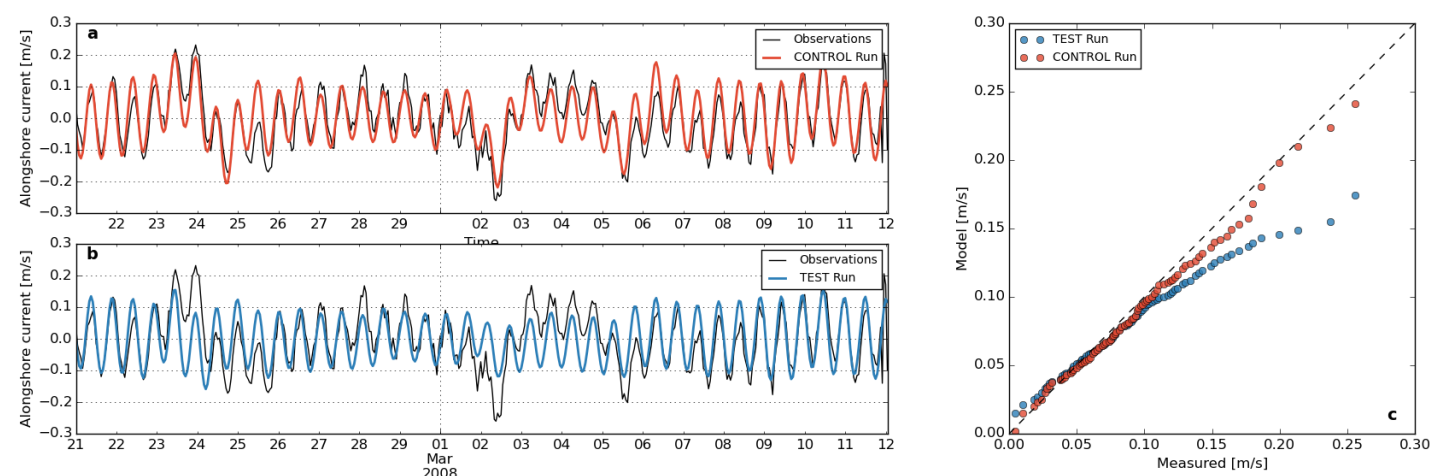 a
Alongshore current [m/s]
0.3
0.2
0.1
0.0
−0.1
−0.2
−0.3
Observations
CONTROL Run
21 22 23 24 25 26 27 28 29 01 02 03 04 05 06 07 08 09 10 11 12
Time
b
Alongshore current [m/s]
0.3
0.2
0.1
0.0
−0.1
−0.2
−0.3
Observations
TEST Run
21 22 23 24 25 26 27 28 29 01 02 03 04 05 06 07 08 09 10 11 12
Mar
2008
Model [m/s]
0.30
0.25
0.20
0.15
0.10
0.05
0.00
TEST Run
CONTROL Run
c
0.00 0.05 0.10 0.15 0.20 0.25 0.30
Measured [m/s]